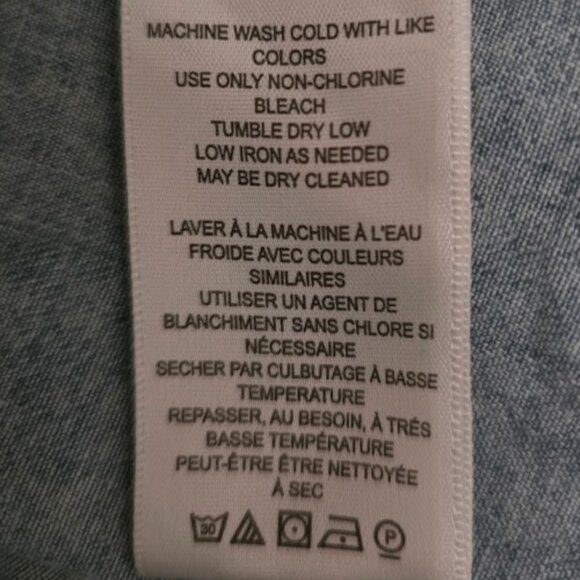 MACHINE WASH COLD WITH LIKE
COLORS
USE ONLY NON-CHLORINE
BLEACH
TUMBLE DRY LOW
LOW IRON AS NEEDED
MAY BE DRY CLEANED
LAVER À LA MACHINE À L'EAU
FROIDE AVEC COULEURS
SIMILAIRES
UTILISER UN AGENT DE
BLANCHIMENT SANS CHLORE SI
NÉCESSAIRE
SECHER PAR CULBUTAGE À BASSE
TEMPERATURE
REPASSER, AU BESOIN, À TRÉS
BASSE TEMPÉRATURE
PEUT-ÊTRE ÊTRE NETTOYÉE
À SEC
30 P